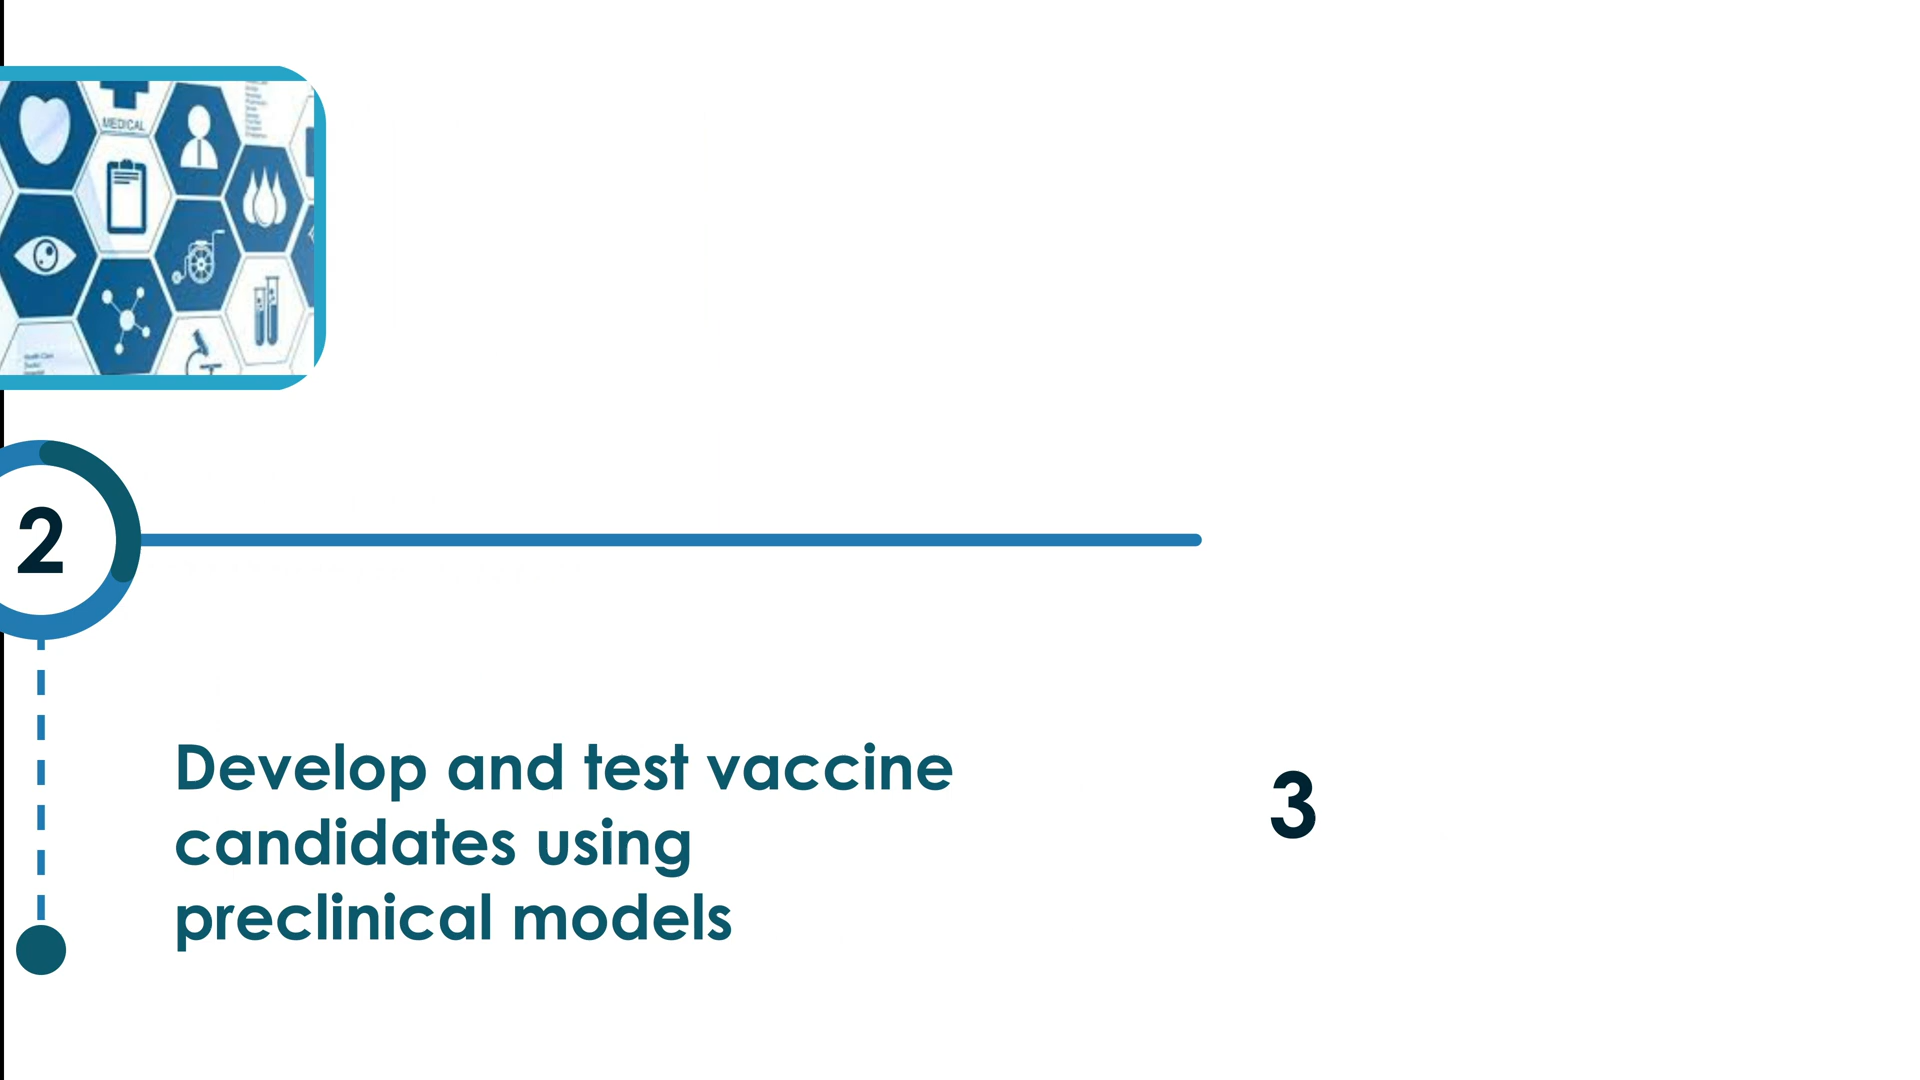 MEDICAL
2
Develop and test vaccine
candidates using
preclinical models
3